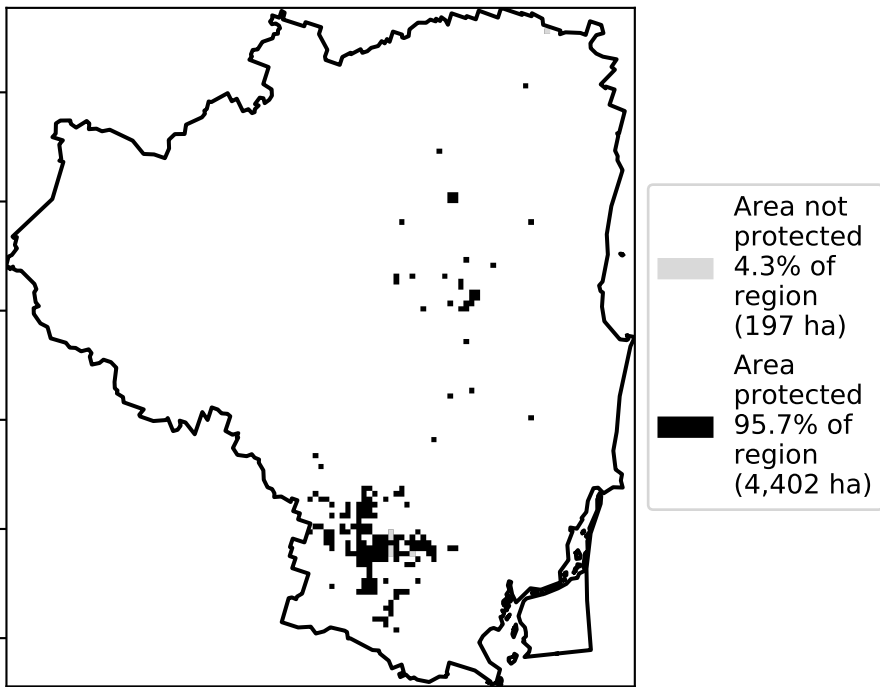 Area not
protected
4.3% of
region
(197 ha)
Area
protected
95.7% of
region
(4,402 ha)